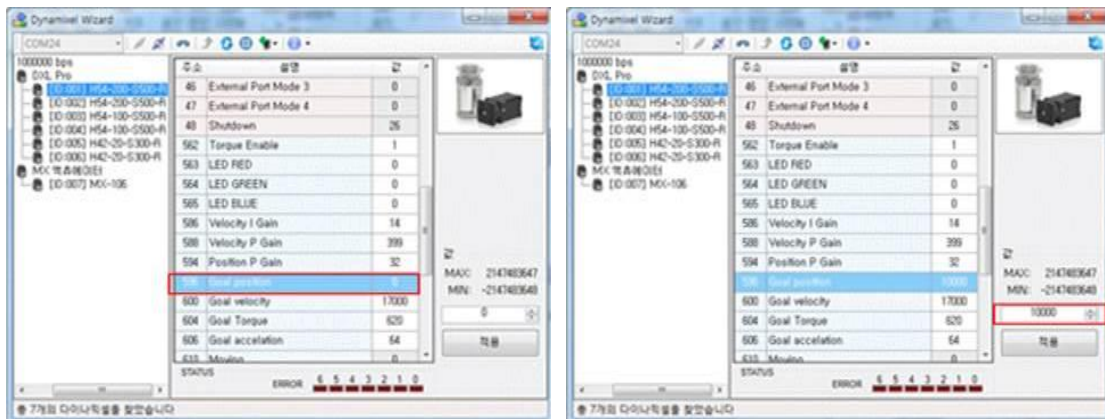 Dynamixel Wizard
COM24
1000000 bps
DXL Pro
[ID:001] H54-200-S500-R
[ID:002] H54-200-S500-R
[ID:003] H54-100-S500-R
[ID:004] H54-100-S500-R
[ID:005] H42-20-S300-R
[ID:006] H42-20-S300-R
MX 액츄에이터
[ID:007] MX-106
주소 설명 값
46 External Port Mode 3 0
47 External Port Mode 4 0
48 Shutdown 26
562 Torque Enable 1
563 LED RED 0
564 LED GREEN 0
565 LED BLUE 0
586 Velocity I Gain 14
588 Velocity P Gain 399
594 Position P Gain 32
596 Goal position 0
600 Goal velocity 17000
604 Goal Torque 620
606 Goal accelation 64
610 Moving 0
값
MAX: 2147483647
MIN: -2147483648
0
적용
STATUS
ERROR 6 5 4 3 2 1 0
총 7개의 다이나믹셀을 찾았습니다
Dynamixel Wizard
COM24
1000000 bps
DXL Pro
[ID:001] H54-200-S500-R
[ID:002] H54-200-S500-R
[ID:003] H54-100-S500-R
[ID:004] H54-100-S500-R
[ID:005] H42-20-S300-R
[ID:006] H42-20-S300-R
MX 액츄에이터
[ID:007] MX-106
주소 설명 값
46 External Port Mode 3 0
47 External Port Mode 4 0
48 Shutdown 26
562 Torque Enable 1
563 LED RED 0
564 LED GREEN 0
565 LED BLUE 0
586 Velocity I Gain 14
588 Velocity P Gain 399
594 Position P Gain 32
596 Goal position 10000
600 Goal velocity 17000
604 Goal Torque 620
606 Goal accelation 64
610 Moving 0
값
MAX: 2147483647
MIN: -2147483648
10000
적용
STATUS
ERROR 6 5 4 3 2 1 0
총 7개의 다이나믹셀을 찾았습니다